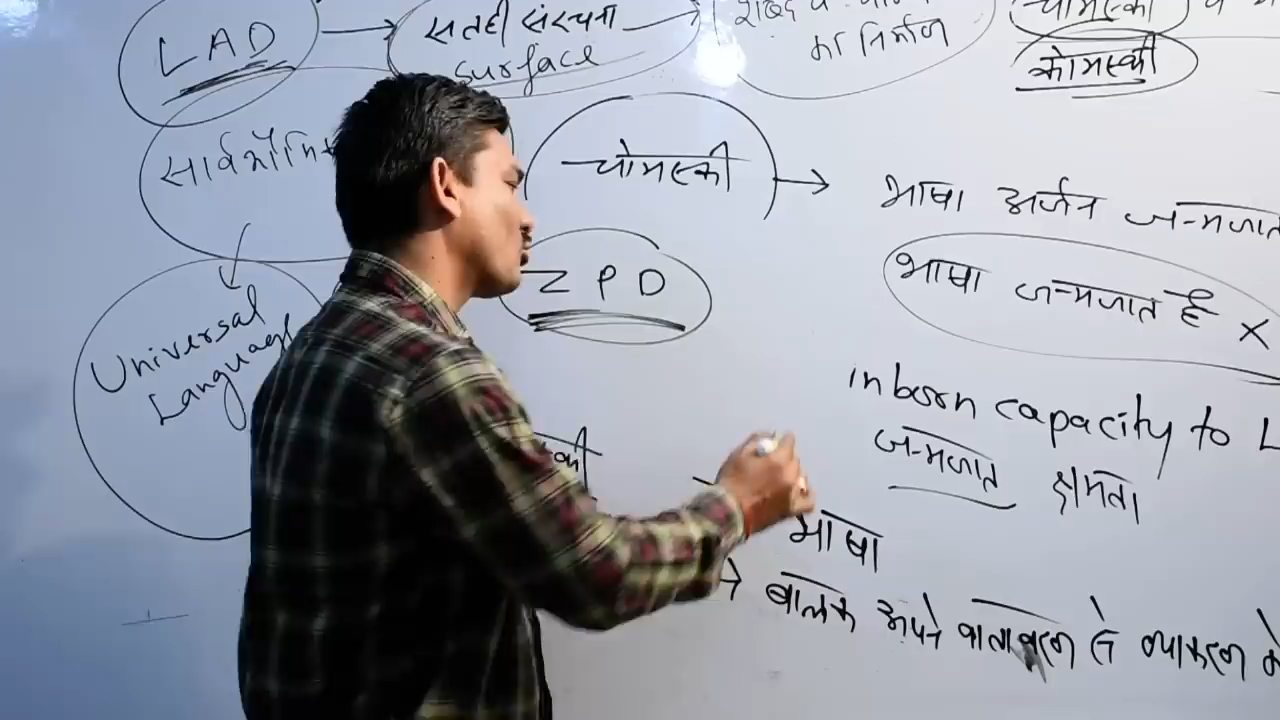 LAD
सतही संरचना
surface
का निर्माण
चोमस्की
कोमस्की
चोमस्की
भाषा अर्जन जन्मजात
ZPD
भाषा जन्मजात है X
Universal
Language
inborn capacity to L
जन्मजात क्षमता
भाषा
बालक अपने वातावरण से व्याकरण के